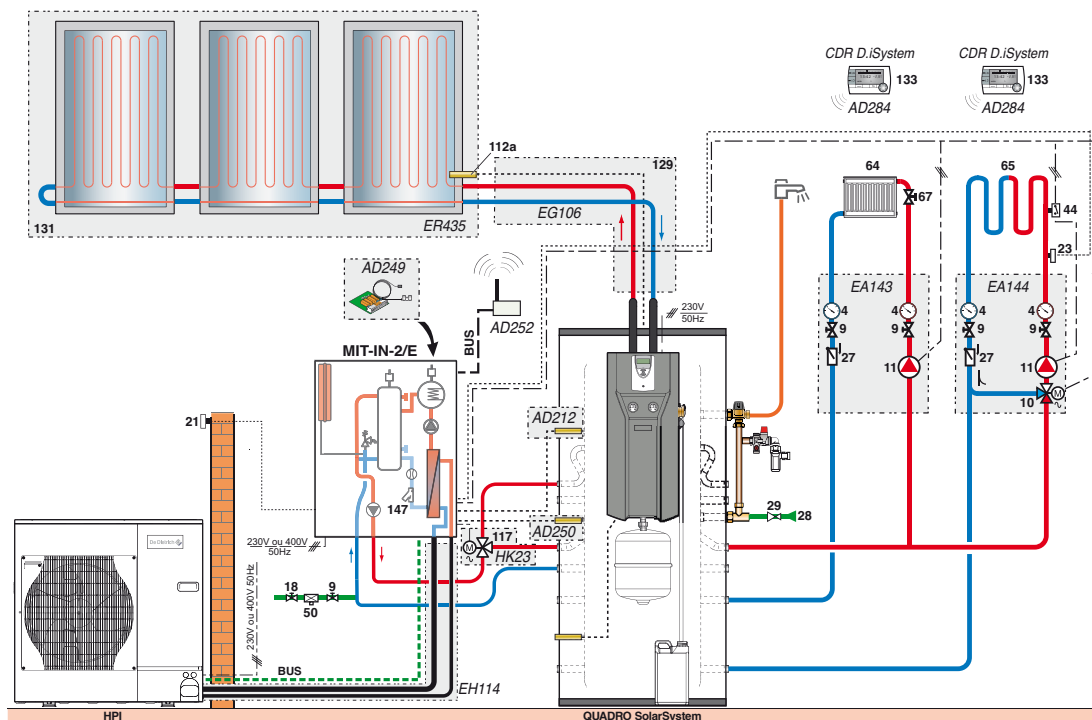 CDR D.iSystem
133
AD284
CDR D.iSystem
133
AD284
112a
129
64
65
67
44
23
EG106
ER435
131
AD249
AD252
BUS
230V
50Hz
EA143
EA144
4
4
4
4
9
9
9
9
27
27
11
11
10
M
MIT-IN-2/E
21
147
AD212
AD250
230V ou 400V
50Hz
M
117
HK23
29
28
De Dietrich
230V ou 400V 50Hz
18
9
50
BUS
EH114
HPI
QUADRO SolarSystem